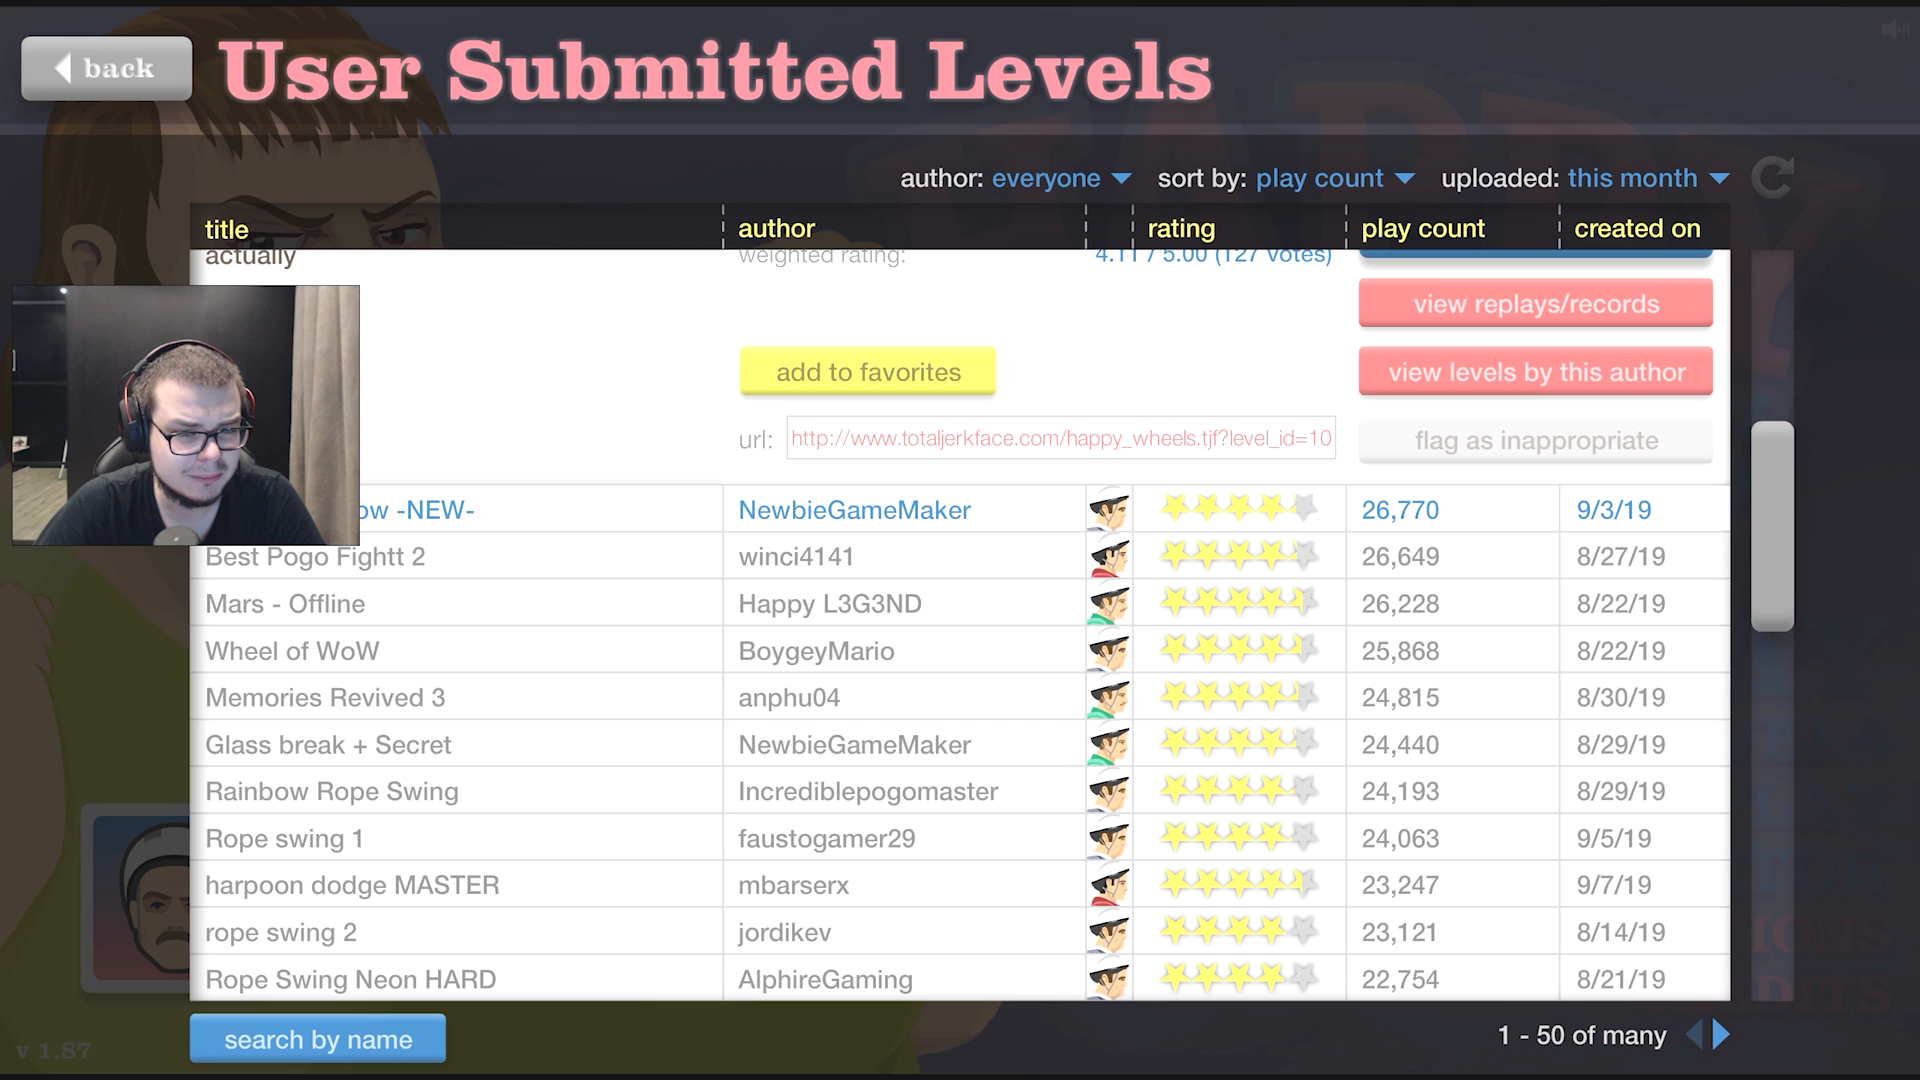 back
User Submitted Levels
author: everyone sort by: play count uploaded: this month
title author rating play count created on
actually weighted rating: 4.11 / 5.00 (127 votes)
view replays/records
add to favorites view levels by this author
url: http://www.totaljerkface.com/happy_wheels.tjf?level_id=10 flag as inappropriate
ow -NEW- NewbieGameMaker 26,770 9/3/19
Best Pogo Fightt 2 winci4141 26,649 8/27/19
Mars - Offline Happy L3G3ND 26,228 8/22/19
Wheel of WoW BoygeyMario 25,868 8/22/19
Memories Revived 3 anphu04 24,815 8/30/19
Glass break + Secret NewbieGameMaker 24,440 8/29/19
Rainbow Rope Swing Incrediblepogomaster 24,193 8/29/19
Rope swing 1 faustogamer29 24,063 9/5/19
harpoon dodge MASTER mbarserx 23,247 9/7/19
rope swing 2 jordikev 23,121 8/14/19
Rope Swing Neon HARD AlphireGaming 22,754 8/21/19
search by name 1 - 50 of many
v 1.87